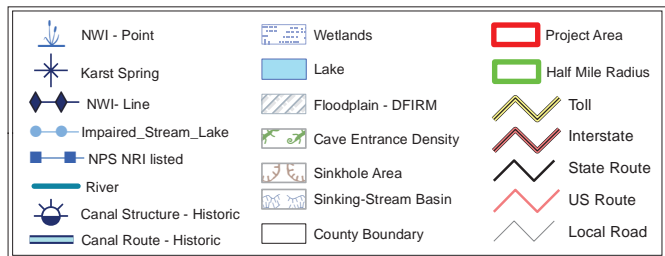 NWI - Point
Karst Spring
NWI- Line
Impaired_Stream_Lake
NPS NRI listed
River
Canal Structure - Historic
Canal Route - Historic
Wetlands
Lake
Floodplain - DFIRM
Cave Entrance Density
Sinkhole Area
Sinking-Stream Basin
County Boundary
Project Area
Half Mile Radius
Toll
Interstate
State Route
US Route
Local Road